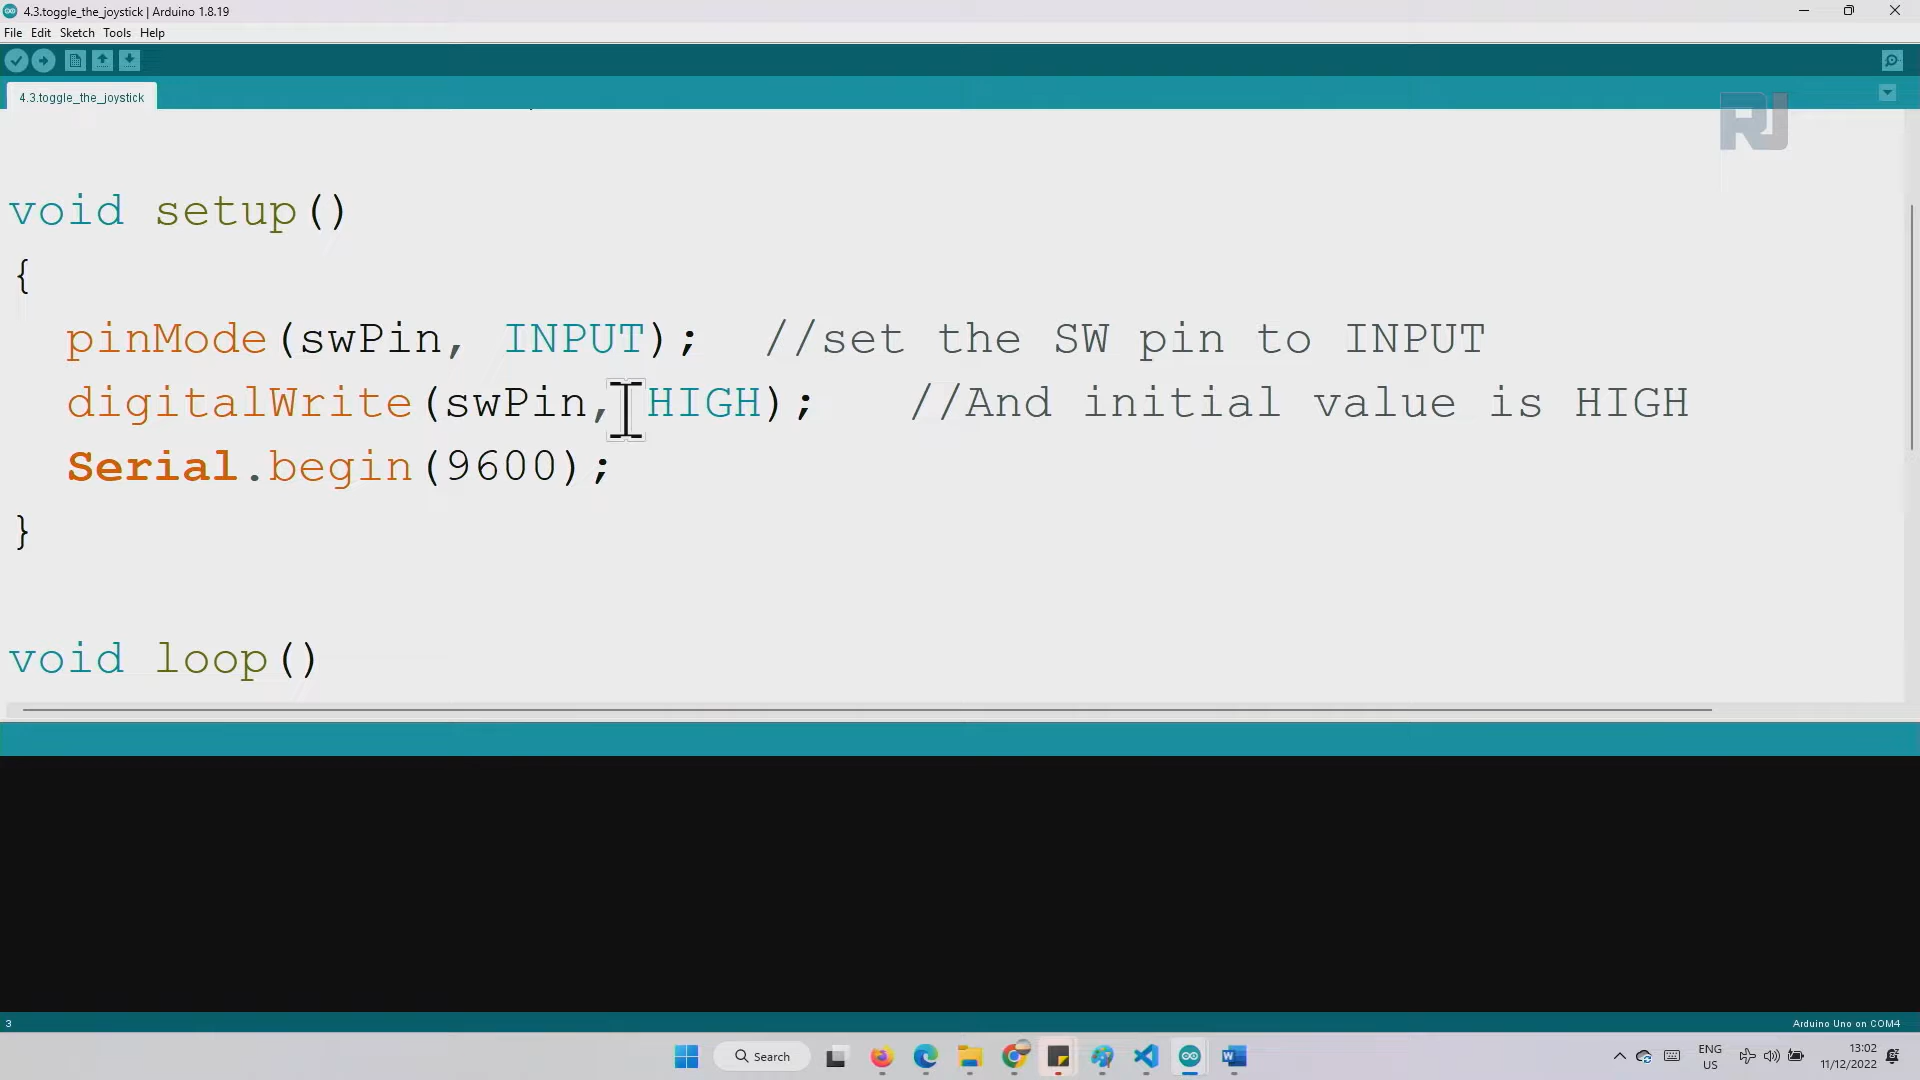 4.3.toggle_the_joystick | Arduino 1.8.19
File Edit Sketch Tools Help
4.3.toggle_the_joystick
RJ
void setup()
{
pinMode(swPin, INPUT); //set the SW pin to INPUT
digitalWrite(swPin, HIGH); //And initial value is HIGH
Serial.begin(9600);
}
void loop()
3
Arduino Uno on COM4
Search
ENG
US
13:02
11/12/2022